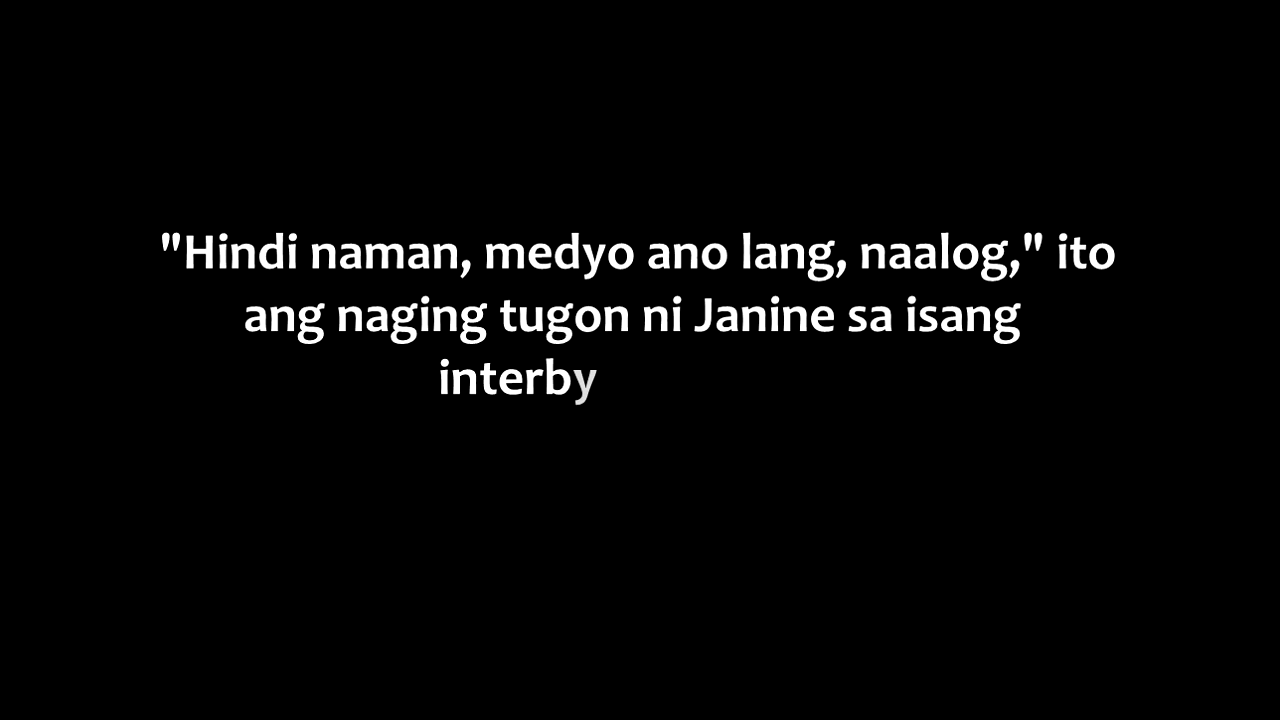 "Hindi naman, medyo ano lang, naalog," ito
ang naging tugon ni Janine sa isang
interby